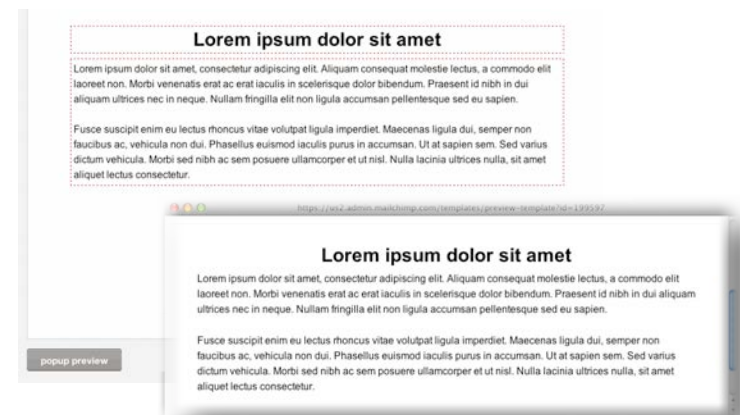 Lorem ipsum dolor sit amet
Lorem ipsum dolor sit amet, consectetur adipiscing elit. Aliquam consequat molestie lectus, a commodo elit
laoreet non. Morbi venenatis erat ac erat iaculis in scelerisque dolor bibendum. Praesent id nibh in dui
aliquam ultrices nec in neque. Nullam fringilla elit non ligula accumsan pellentesque sed eu sapien.
Fusce suscipit enim eu lectus rhoncus vitae volutpat ligula imperdiet. Maecenas ligula dui, semper non
faucibus ac, vehicula non dui. Phasellus euismod iaculis purus in accumsan. Ut at sapien sem. Sed varius
dictum vehicula. Morbi sed nibh ac sem posuere ullamcorper et ut nisl. Nulla lacinia ultrices nulla, sit amet
aliquet lectus consectetur.
https://us2.admin.mailchimp.com/templates/preview-template?id=199597
Lorem ipsum dolor sit amet
Lorem ipsum dolor sit amet, consectetur adipiscing elit. Aliquam consequat molestie lectus, a commodo elit
laoreet non. Morbi venenatis erat ac erat iaculis in scelerisque dolor bibendum. Praesent id nibh in dui aliquam
ultrices nec in neque. Nullam fringilla elit non ligula accumsan pellentesque sed eu sapien.
Fusce suscipit enim eu lectus rhoncus vitae volutpat ligula imperdiet. Maecenas ligula dui, semper non
faucibus ac, vehicula non dui. Phasellus euismod iaculis purus in accumsan. Ut at sapien sem. Sed varius
dictum vehicula. Morbi sed nibh ac sem posuere ullamcorper et ut nisl. Nulla lacinia ultrices nulla, sit amet
aliquet lectus consectetur.
popup preview